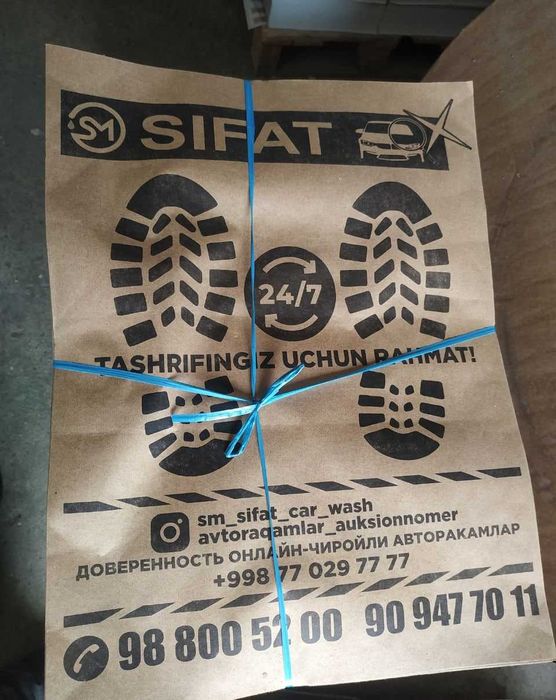 SM SIFAT
24/7
TASHRIFINGIZ UCHUN RAHMAT!
sm_sifat_car_wash
avtoraqamlar_auksionnomer
ДОВЕРЕННОСТЬ ОНЛАЙН-ЧИРОЙЛИ АВТОРАКАМЛАР
+998 77 029 77 77
98 800 52 00 90 947 70 11